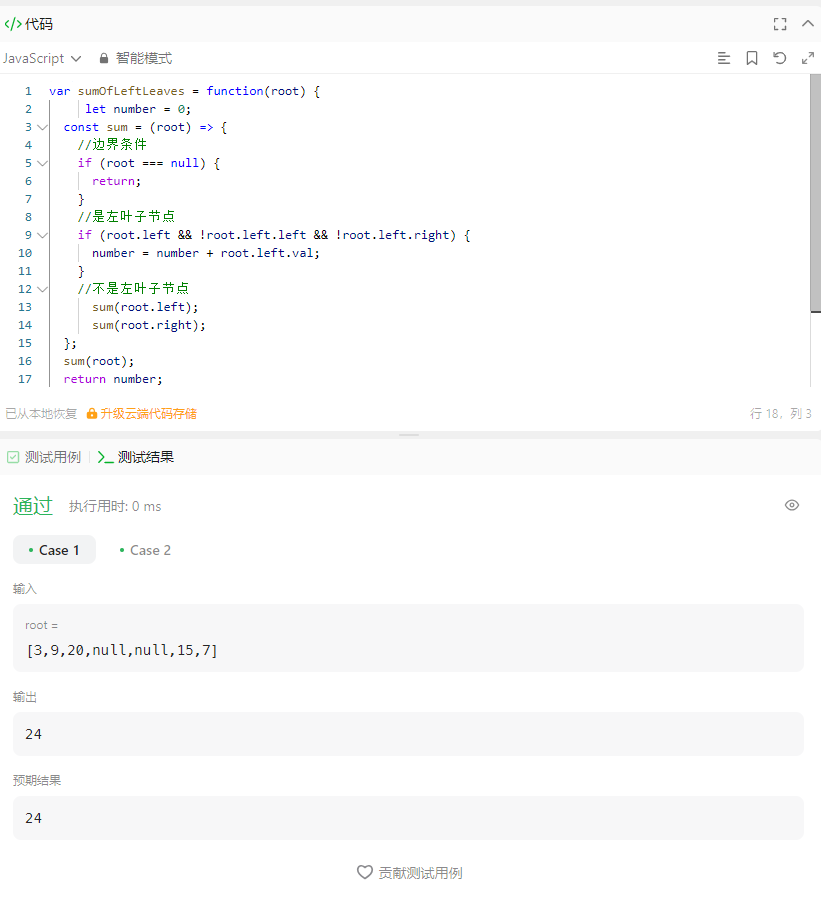 </> 代码
JavaScript 智能模式
1 var sumOfLeftLeaves = function(root) {
2 let number = 0;
3 const sum = (root) => {
4 //边界条件
5 if (root === null) {
6 return;
7 }
8 //是左叶子节点
9 if (root.left && !root.left.left && !root.left.right) {
10 number = number + root.left.val;
11 }
12 //不是左叶子节点
13 sum(root.left);
14 sum(root.right);
15 };
16 sum(root);
17 return number;
已从本地恢复 升级云端代码存储 行 18，列 3
测试用例 测试结果
通过 执行用时: 0 ms
Case 1 Case 2
输入
root =
[3,9,20,null,null,15,7]
输出
24
预期结果
24
贡献测试用例